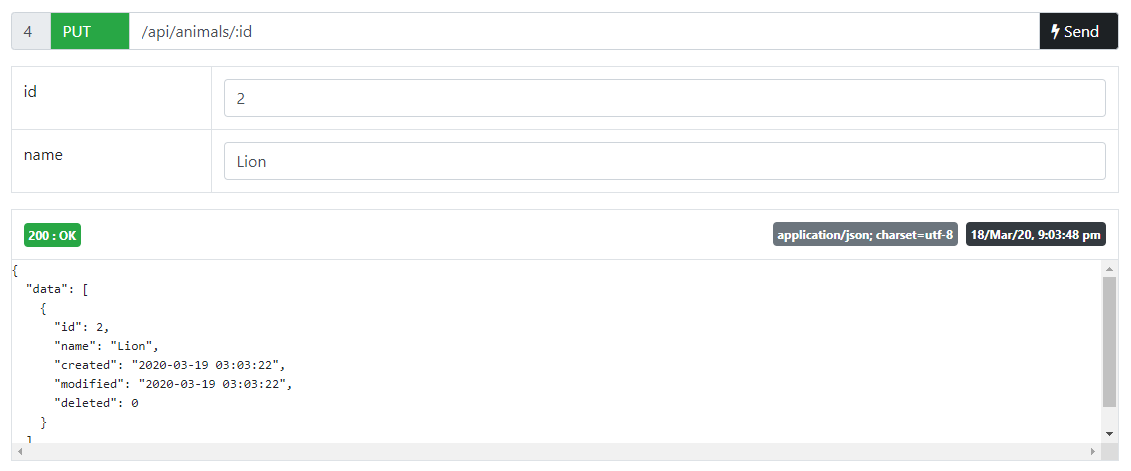 4 PUT /api/animals/:id Send
id 2
name Lion
200 : OK application/json; charset=utf-8 18/Mar/20, 9:03:48 pm
{
  "data": [
    {
      "id": 2,
      "name": "Lion",
      "created": "2020-03-19 03:03:22",
      "modified": "2020-03-19 03:03:22",
      "deleted": 0
    }
  ]